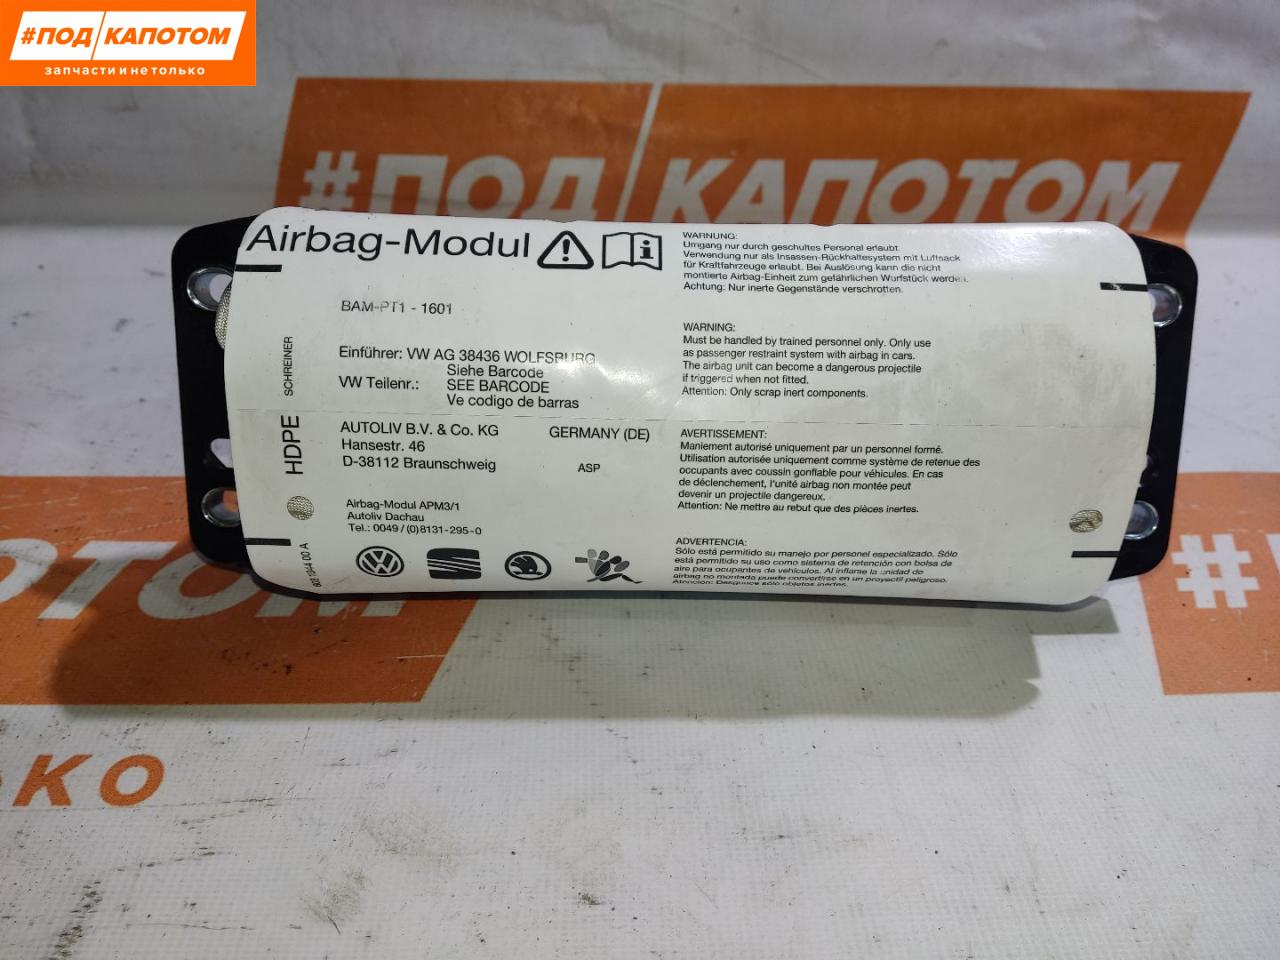 #ПОД КАПОТОМ
запчасти и не только
#ПОД КАПОТОМ
Airbag-Modul
BAM-PT1 - 1601
Einführer: VW AG 38436 WOLFSBURG
Siehe Barcode
VW Teilenr.: SEE BARCODE
Ve codigo de barras
AUTOLIV B.V. & Co. KG GERMANY (DE)
Hansestr. 46
D-38112 Braunschweig ASP
Airbag-Modul APM3/1
Autoliv Dachau
Tel.: 0049 / (0)8131-295-0
SCHREINER
HDPE
WARNUNG:
Umgang nur durch geschultes Personal erlaubt.
Verwendung nur als Insassen-Rückhaltesystem mit Luftsack
für Kraftfahrzeuge erlaubt. Bei Auslösung kann die nicht
montierte Airbag-Einheit zum gefährlichen Wurfstück werden.
Achtung: Nur inerte Gegenstände verschrotten.
WARNING:
Must be handled by trained personnel only. Only use
as passenger restraint system with airbag in cars.
The airbag unit can become a dangerous projectile
if triggered when not fitted.
Attention: Only scrap inert components.
AVERTISSEMENT:
Maniement autorisé uniquement par un personnel formé.
Utilisation autorisée uniquement comme système de retenue des
occupants avec coussin gonflable pour véhicules. En cas
de déclenchement, l'unité airbag non montée peut
devenir un projectile dangereux.
Attention: Ne mettre au rebut que des pièces inertes.
ADVERTENCIA:
Sólo está permitido su manejo por personel especializado. Sólo
está permitido su uso como sistema de retención con bolsa de
aire para ocupantes de vehículos. Al inflarse la unidad de
airbag no montada puede convertirse en un proyectil peligroso.
Atención: Desguace sólo objetos inertes.
ОТОМ
#
ЬКО